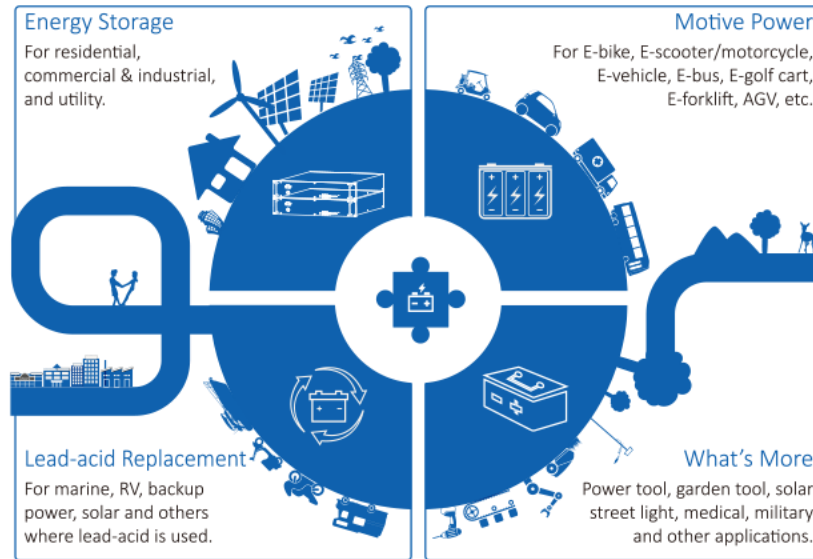 Energy Storage
For residential,
commercial & industrial,
and utility.
Motive Power
For E-bike, E-scooter/motorcycle,
E-vehicle, E-bus, E-golf cart,
E-forklift, AGV, etc.
Lead-acid Replacement
For marine, RV, backup
power, solar and others
where lead-acid is used.
What's More
Power tool, garden tool, solar
street light, medical, military
and other applications.